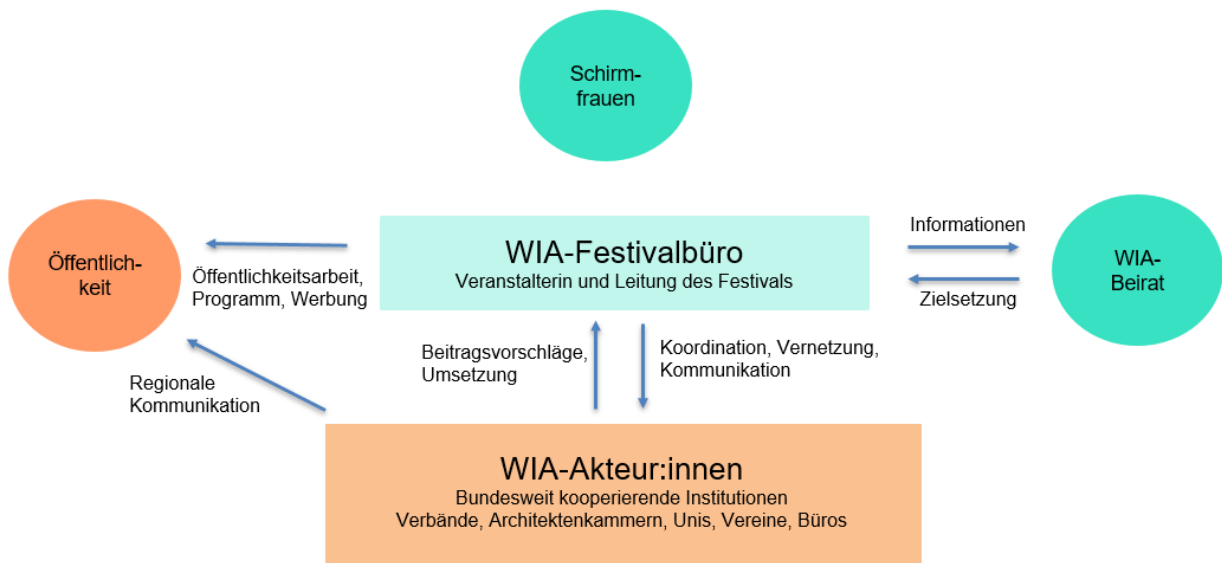 Schirm-
frauen
Öffentlich-
keit
Öffentlichkeitsarbeit,
Programm, Werbung
WIA-Festivalbüro
Veranstalterin und Leitung des Festivals
Informationen
Zielsetzung
WIA-
Beirat
Regionale
Kommunikation
Beitragsvorschläge,
Umsetzung
Koordination, Vernetzung,
Kommunikation
WIA-Akteur:innen
Bundesweit kooperierende Institutionen
Verbände, Architektenkammern, Unis, Vereine, Büros